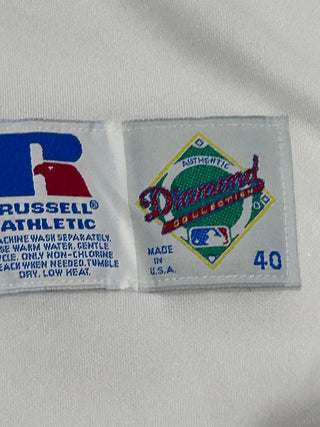 RUSSELL®
ATHLETIC
MACHINE WASH SEPARATELY.
USE WARM WATER, GENTLE
CYCLE. ONLY NON-CHLORINE
BLEACH WHEN NEEDED. TUMBLE
DRY, LOW HEAT.
AUTHENTIC
Diamond
COLLECTION
MADE
IN
U.S.A.
40